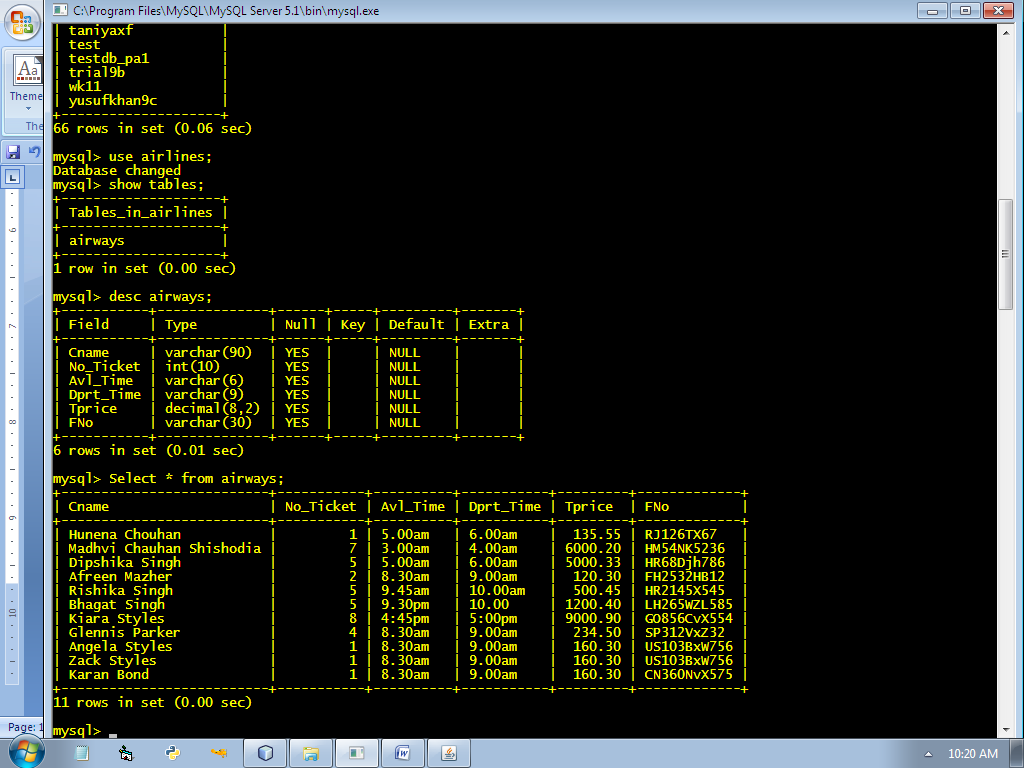 C:\Program Files\MySQL\MySQL Server 5.1\bin\mysql.exe
| taniyaxf           |
| test               |
| testdb_pa1         |
| trial9b            |
| wk11               |
| yusufkhan9c        |
+--------------------+
66 rows in set (0.06 sec)
mysql> use airlines;
Database changed
mysql> show tables;
+--------------------+
| Tables_in_airlines |
+--------------------+
| airways            |
+--------------------+
1 row in set (0.00 sec)
mysql> desc airways;
+-----------+--------------+------+-----+---------+-------+
| Field     | Type         | Null | Key | Default | Extra |
+-----------+--------------+------+-----+---------+-------+
| Cname     | varchar(90)  | YES  |     | NULL    |       |
| No_Ticket | int(10)      | YES  |     | NULL    |       |
| Avl_Time  | varchar(6)   | YES  |     | NULL    |       |
| Dprt_Time | varchar(9)   | YES  |     | NULL    |       |
| Tprice    | decimal(8,2) | YES  |     | NULL    |       |
| FNo       | varchar(30)  | YES  |     | NULL    |       |
+-----------+--------------+------+-----+---------+-------+
6 rows in set (0.01 sec)
mysql> Select * from airways;
+--------------------------+-----------+----------+-----------+---------+-------------+
| Cname                    | No_Ticket | Avl_Time | Dprt_Time | Tprice  | FNo         |
+--------------------------+-----------+----------+-----------+---------+-------------+
| Hunena Chouhan           |         1 | 5.00am   | 6.00am    |  135.55 | RJ126TX67   |
| Madhvi Chauhan Shishodia |         7 | 3.00am   | 4.00am    | 6000.20 | HM54NK5236  |
| Dipshika Singh           |         5 | 5.00am   | 6.00am    | 5000.33 | HR68Djh786  |
| Afreen Mazher            |         2 | 8.30am   | 9.00am    |  120.30 | FH2532HB12  |
| Rishika Singh            |         5 | 9.45am   | 10.00am   |  500.45 | HR2145X545  |
| Bhagat Singh             |         5 | 9.30pm   | 10.00     | 1200.40 | LH265WZL585 |
| Kiara Styles             |         8 | 4:45pm   | 5:00pm    | 9000.90 | GO856CvX554 |
| Glennis Parker           |         4 | 8.30am   | 9.00am    |  234.50 | SP312VxZ32  |
| Angela Styles            |         1 | 8.30am   | 9.00am    |  160.30 | US103BxW756 |
| Zack Styles              |         1 | 8.30am   | 9.00am    |  160.30 | US103BxW756 |
| Karan Bond               |         1 | 8.30am   | 9.00am    |  160.30 | CN360NvX575 |
+--------------------------+-----------+----------+-----------+---------+-------------+
11 rows in set (0.00 sec)
mysql> _
Aa
Theme
The
6
7
8
9
10
Page: 1
10:20 AM